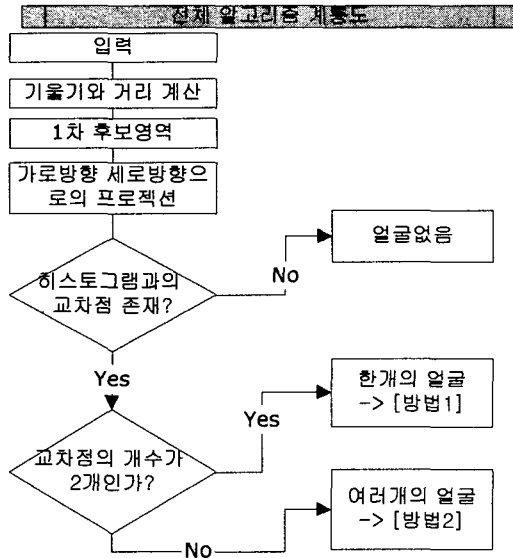 전체 알고리즘 계통도
입력
기울기와 거리 계산
1차 후보영역
가로방향 세로방향으
로의 프로젝션
얼굴없음
No
히스토그램과의
교차점 존재?
Yes
한개의 얼굴
-> [방법1]
Yes
교차점의 개수가
2개인가?
여러개의 얼굴
-> [방법2]
No